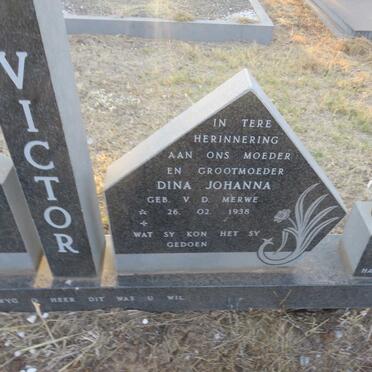 VICTOR
IN TERE
HERINNERING
AAN ONS MOEDER
EN GROOTMOEDER
DINA JOHANNA
GEB. V. D. MERWE
☆ 26. 02. 1938
✢
WAT SY KON HET SY
GEDOEN
HEER DIT WAS U WIL
HA